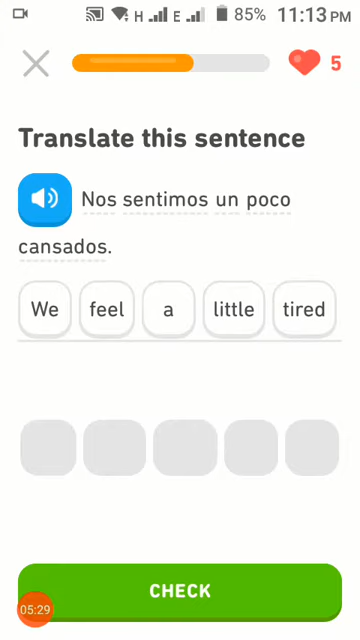 H E 85% 11:13 PM
5
Translate this sentence
Nos sentimos un poco
cansados.
We feel a little tired
CHECK
05:29